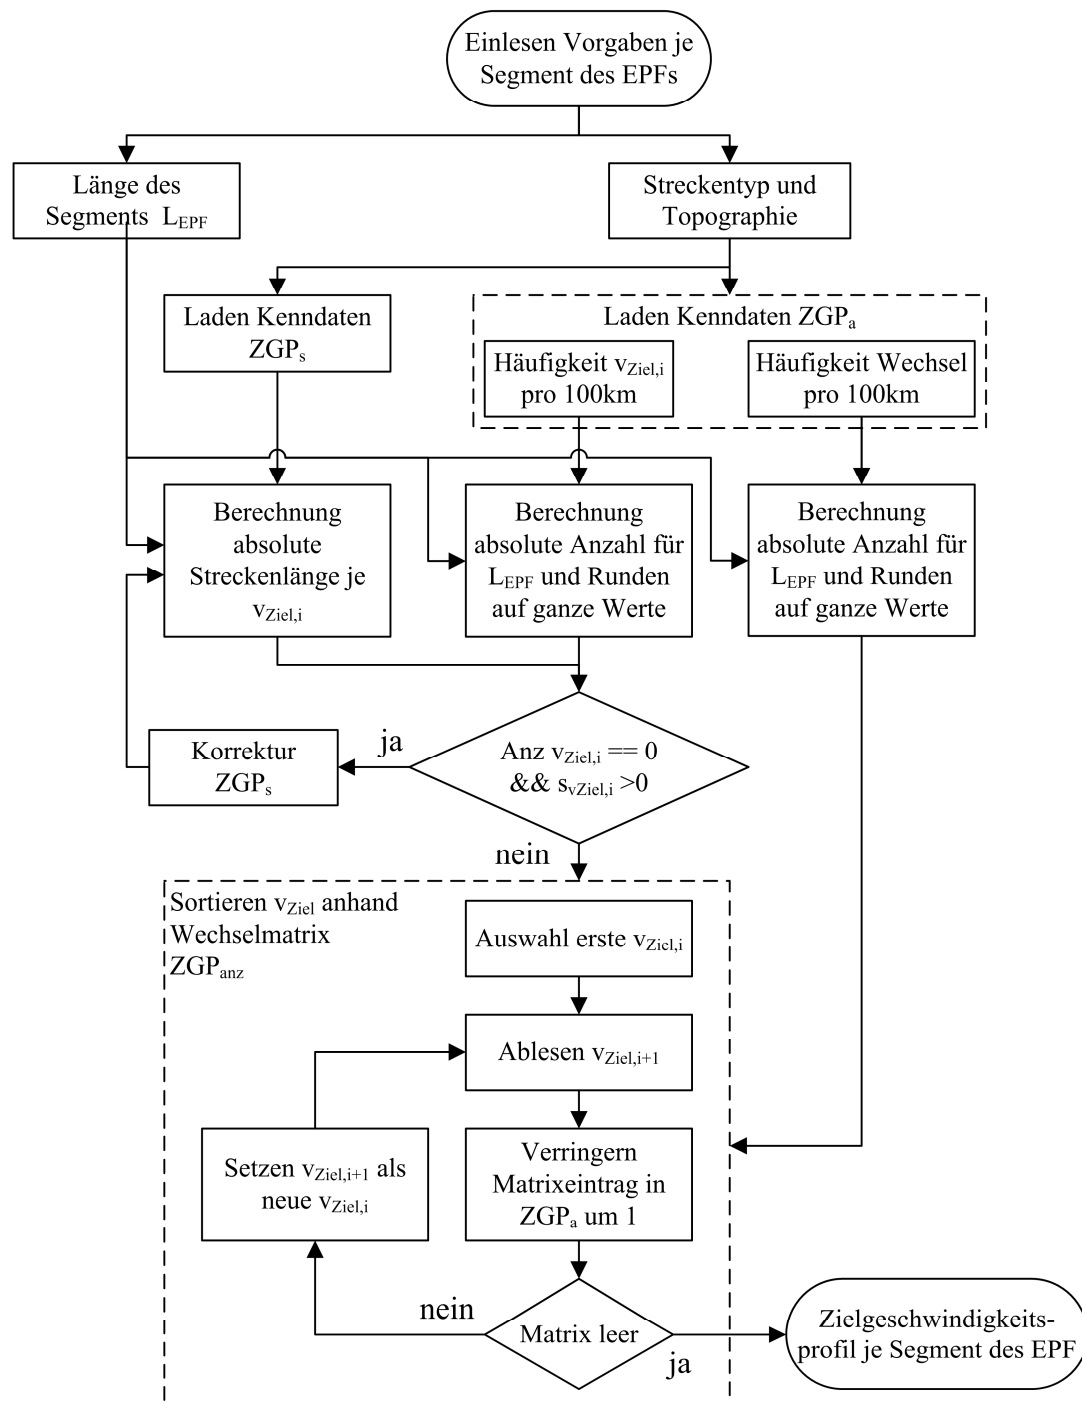 Einlesen Vorgaben je
Segment des EPFs
Länge des
Segments L_EPF
Streckentyp und
Topographie
Laden Kenndaten
ZGP_s
Laden Kenndaten ZGP_a
Häufigkeit v_Ziel,i
pro 100km
Häufigkeit Wechsel
pro 100km
Berechnung
absolute
Streckenlänge je
v_Ziel,i
Berechnung
absolute Anzahl für
L_EPF und Runden
auf ganze Werte
Berechnung
absolute Anzahl für
L_EPF und Runden
auf ganze Werte
Korrektur
ZGP_s
ja
Anz v_Ziel,i == 0
&& s_vZiel,i >0
nein
Sortieren v_Ziel anhand
Wechselmatrix
ZGP_anz
Auswahl erste v_Ziel,i
Ablesen v_Ziel,i+1
Setzen v_Ziel,i+1 als
neue v_Ziel,i
Verringern
Matrixeintrag in
ZGP_a um 1
nein
Matrix leer
ja
Zielgeschwindigkeits-
profil je Segment des EPF